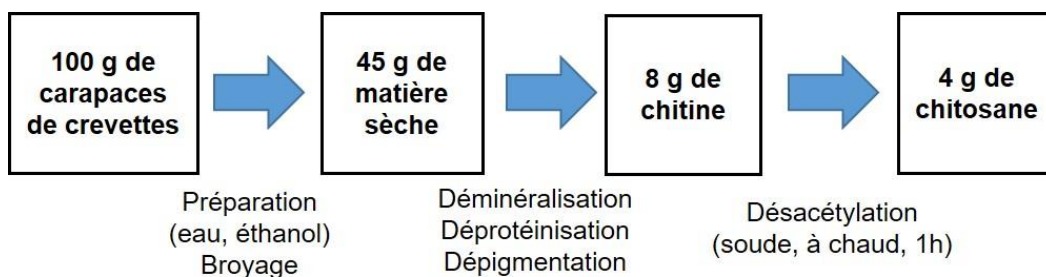 100 g de
carapaces
de crevettes
45 g de
matière
sèche
8 g de
chitine
4 g de
chitosane
Préparation
(eau, éthanol)
Broyage
Déminéralisation
Déprotéinisation
Dépigmentation
Désacétylation
(soude, à chaud, 1h)